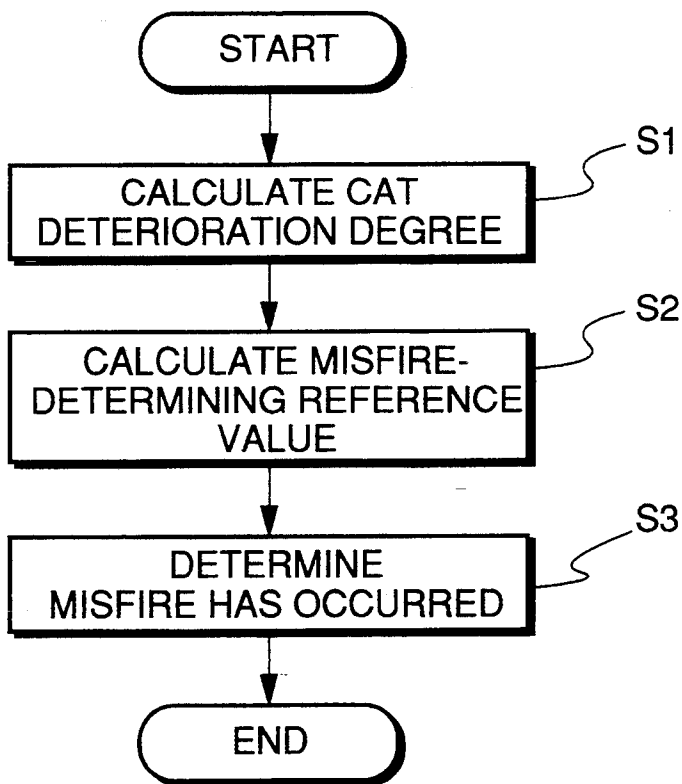 START
S1
CALCULATE CAT
DETERIORATION DEGREE
S2
CALCULATE MISFIRE-
DETERMINING REFERENCE
VALUE
S3
DETERMINE
MISFIRE HAS OCCURRED
END